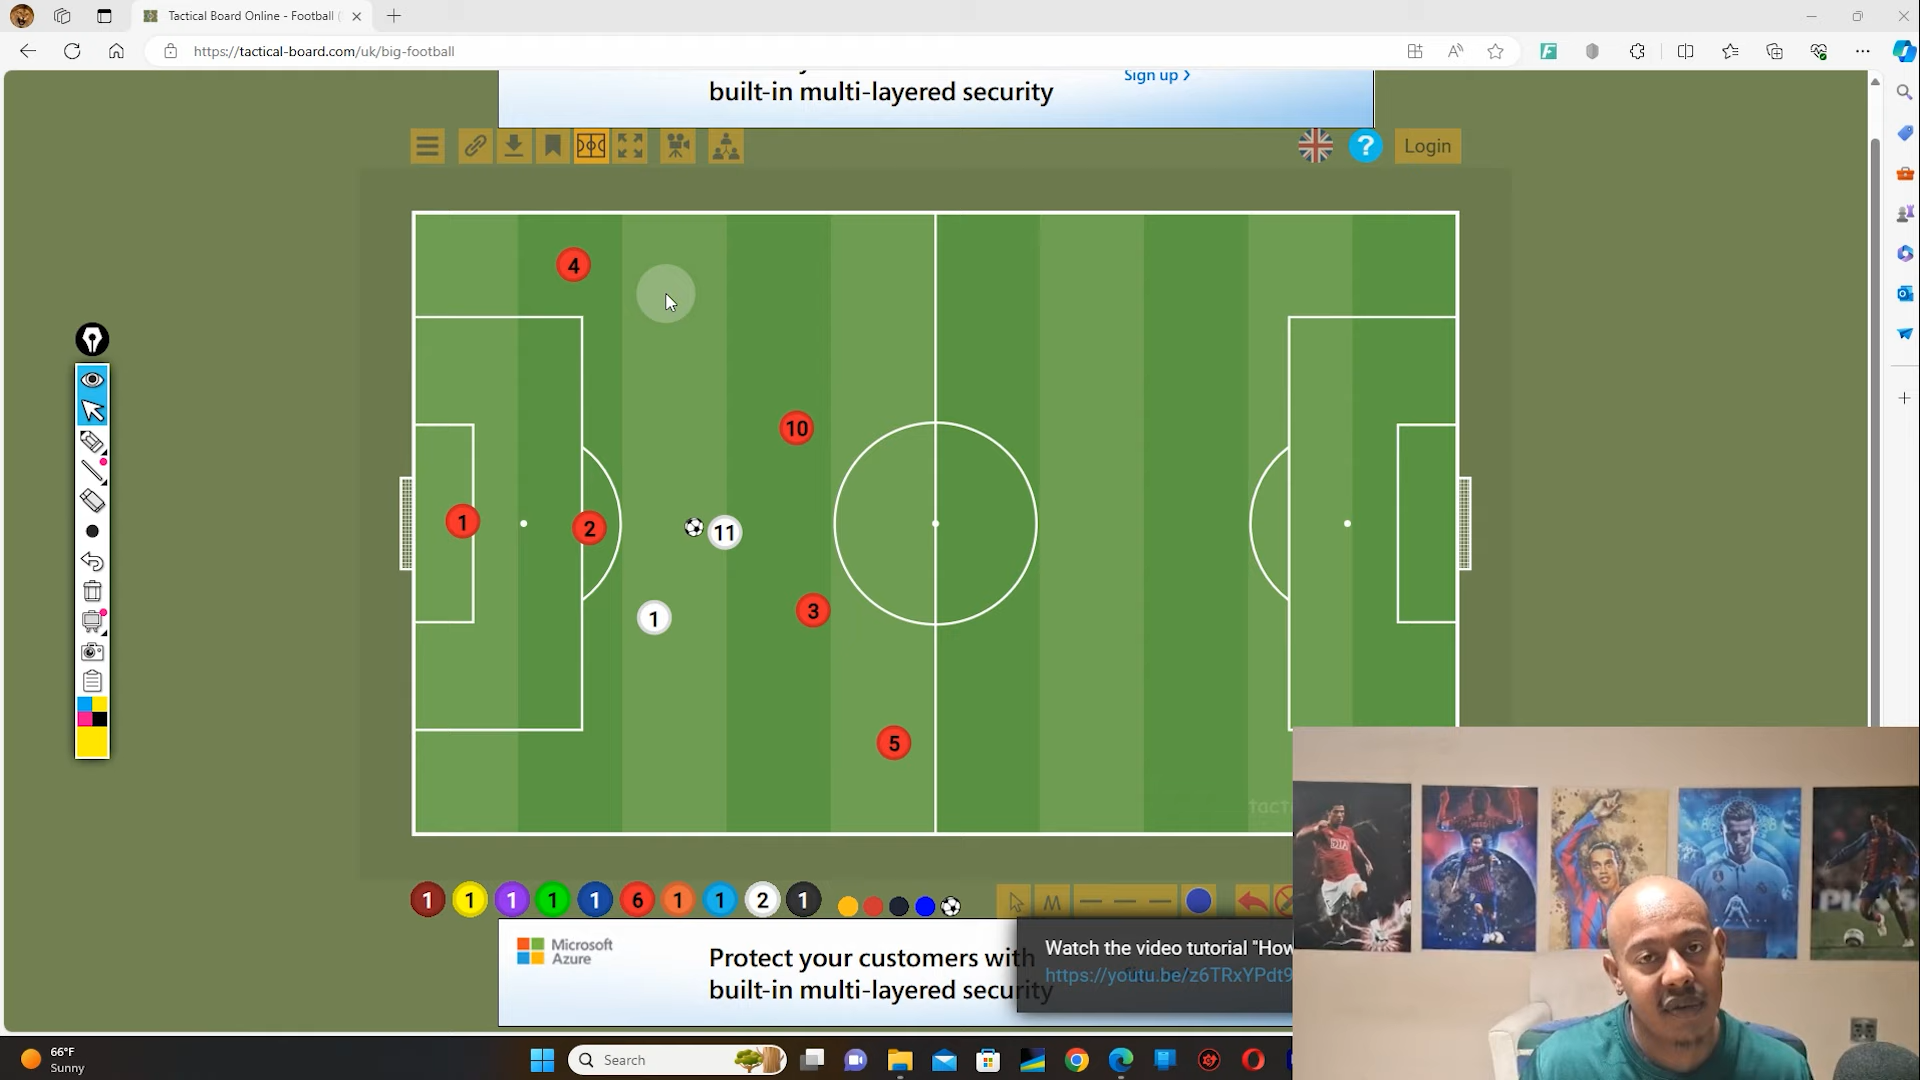 Tactical Board Online - Football (
https://tactical-board.com/uk/big-football
Sign up >
built-in multi-layered security
? Login
4
10
1 2 11
3
1
5
tact
1 1 1 1 1 6 1 1 2 1
Microsoft
Azure
Protect your customers with
built-in multi-layered security
Watch the video tutorial "How
https://youtu.be/z6TRxYPdt9
66°F
Sunny
Search